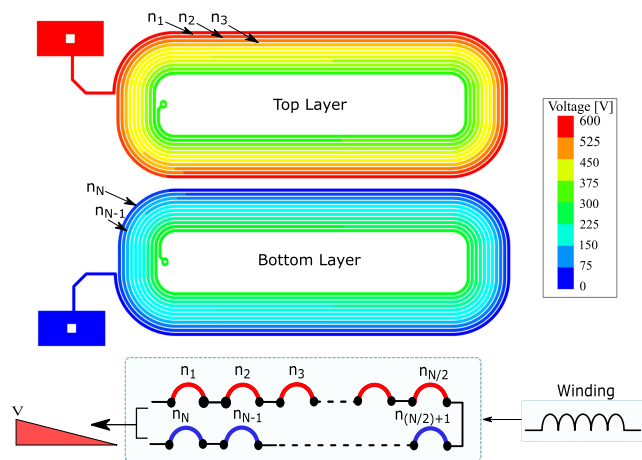 n1 n2 n3
Top Layer
Voltage [V]
600
525
450
375
300
225
150
75
0
nN
nN-1
Bottom Layer
n1 n2 n3 nN/2
Winding
V
nN nN-1 n(N/2)+1